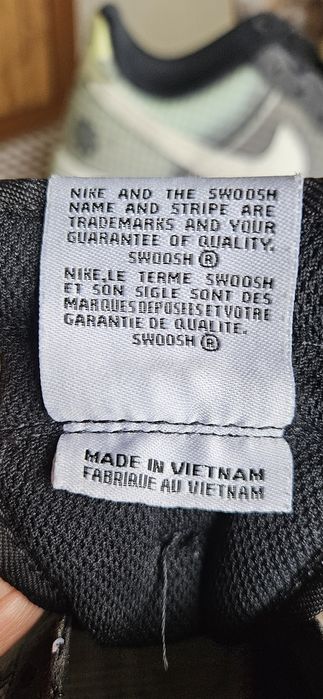 NIKE AND THE SWOOSH
NAME AND STRIPE ARE
TRADEMARKS AND YOUR
GUARANTEE OF QUALITY.
SWOOSH ®
NIKE,LE TERME SWOOSH
ET SON SIGLE SONT DES
MARQUES DEPOSEES ET VOTRE
GARANTIE DE QUALITE.
SWOOSH ®
MADE IN VIETNAM
FABRIQUE AU VIETNAM